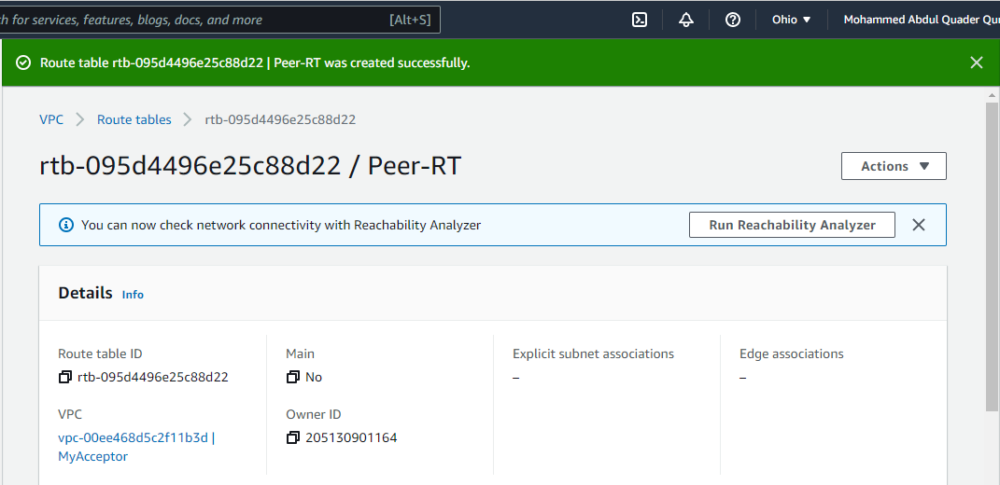 h for services, features, blogs, docs, and more [Alt+S] Ohio Mohammed Abdul Quader Qu
Route table rtb-095d4496e25c88d22 | Peer-RT was created successfully.
VPC Route tables rtb-095d4496e25c88d22
rtb-095d4496e25c88d22 / Peer-RT Actions
You can now check network connectivity with Reachability Analyzer Run Reachability Analyzer
Details Info
Route table ID Main Explicit subnet associations Edge associations
rtb-095d4496e25c88d22 No – –
VPC Owner ID
vpc-00ee468d5c2f11b3d | 205130901164
MyAcceptor